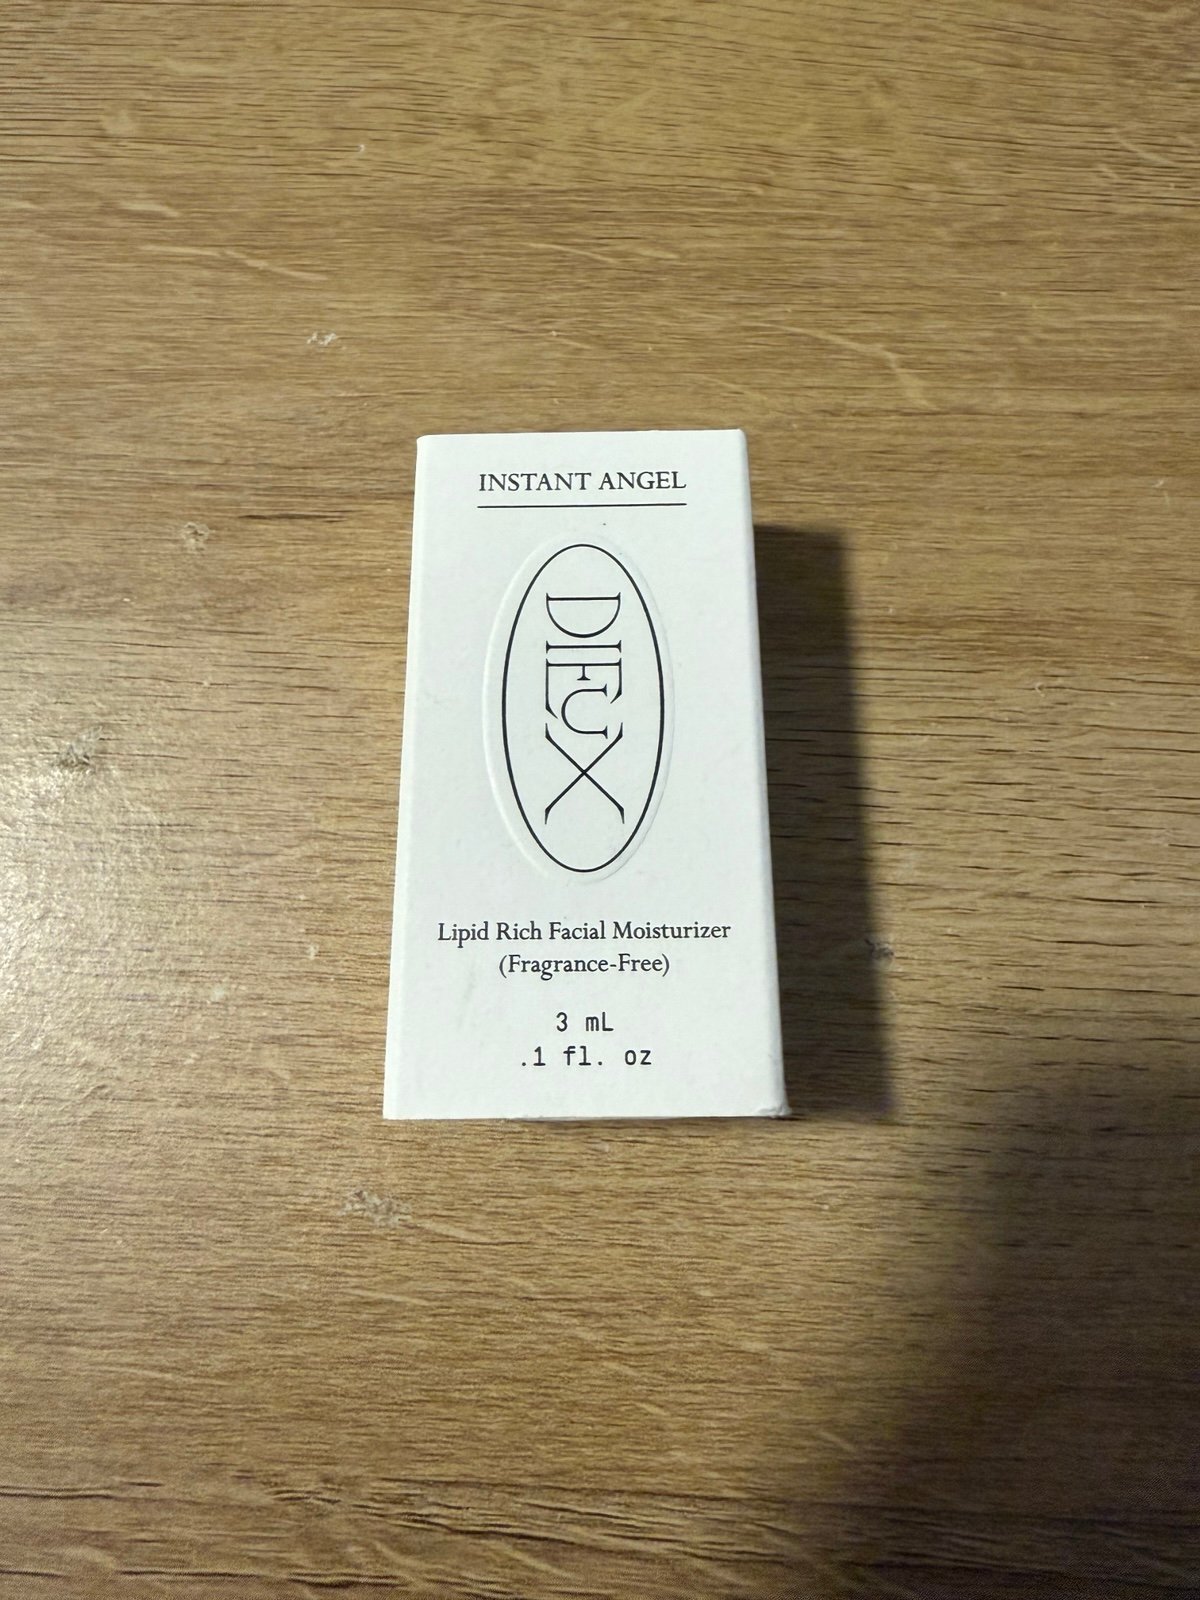 INSTANT ANGEL
DIEUX
Lipid Rich Facial Moisturizer
(Fragrance-Free)
3 mL
.1 fl. oz